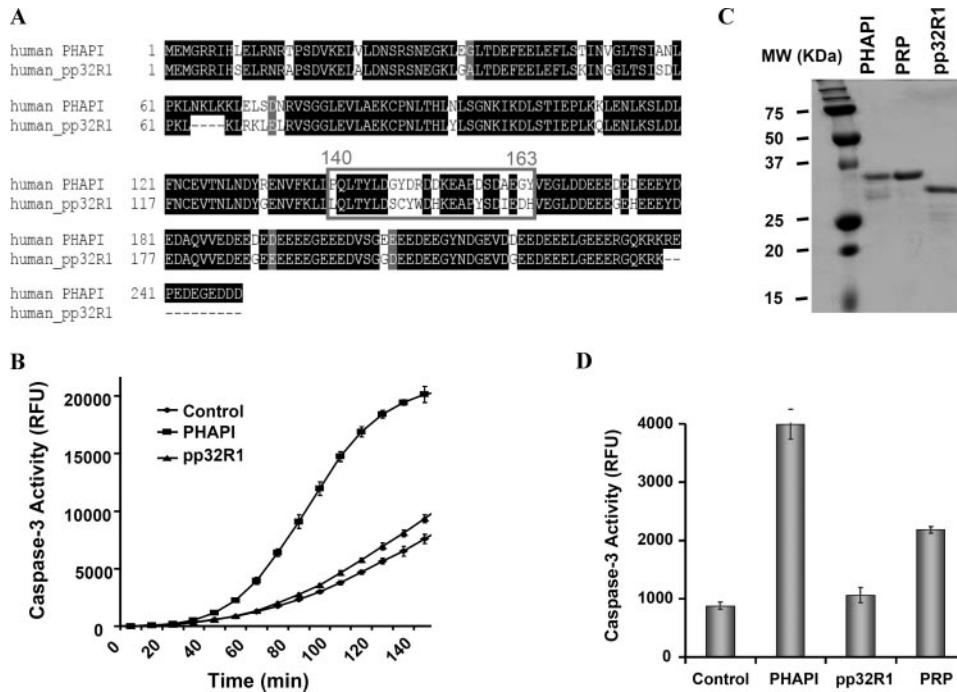 A
human PHAPI 1 MEMGRRIHLELRNRTPSDVKELVLDNSRSNEGKLEGLTDEFEELEFLSTINVGLTSIANL
human_pp32R1 1 MEMGRRIHSELRNRAPSDVKELALDNSRSNEGKLEALTDEFEELEFLSKINGGLTSISDL
human PHAPI 61 PKLNKLKKLELSDNRVSGGLEVLAEKCPNLTHLNLSGNKIKDLSTIEPLKKLENLKSLDL
human_pp32R1 61 PKL----KLRKLELRVSGGLEVLAEKCPNLTHLYLSGNKIKDLSTIEPLKQLENLKSLDL
140 163
human PHAPI 121 FNCEVTNLNDYRENVFKLLPQLTYLDGYDRDDKEAPDSDAEGYVEGLDDEEEDEDEEEYD
human_pp32R1 117 FNCEVTNLNDYGENVFKLLLQLTYLDSCYWDHKEAPYSDIEDHVEGLDDEEEGEHEEEYD
human PHAPI 181 EDAQVVEDEEDEDEEEEGEEEDVSGEEEEDEEGYNDGEVDDEEDEEELGEEERGQKRKRE
human_pp32R1 177 EDAQVVEDEEGEEEEEEGEEEDVSGGDEEDEEGYNDGEVDGEEDEEELGEEERGQKRK--
human PHAPI 241 PEDEGEDDD
human_pp32R1 ---------
B
Caspase-3 Activity (RFU)
20000
15000
10000
5000
0
Control
PHAPI
pp32R1
0 20 40 60 80 100 120 140
Time (min)
C
MW (KDa)
PHAPI
PRP
pp32R1
75
50
37
25
20
15
D
Caspase-3 Activity (RFU)
4000
3000
2000
1000
0
Control PHAPI pp32R1 PRP